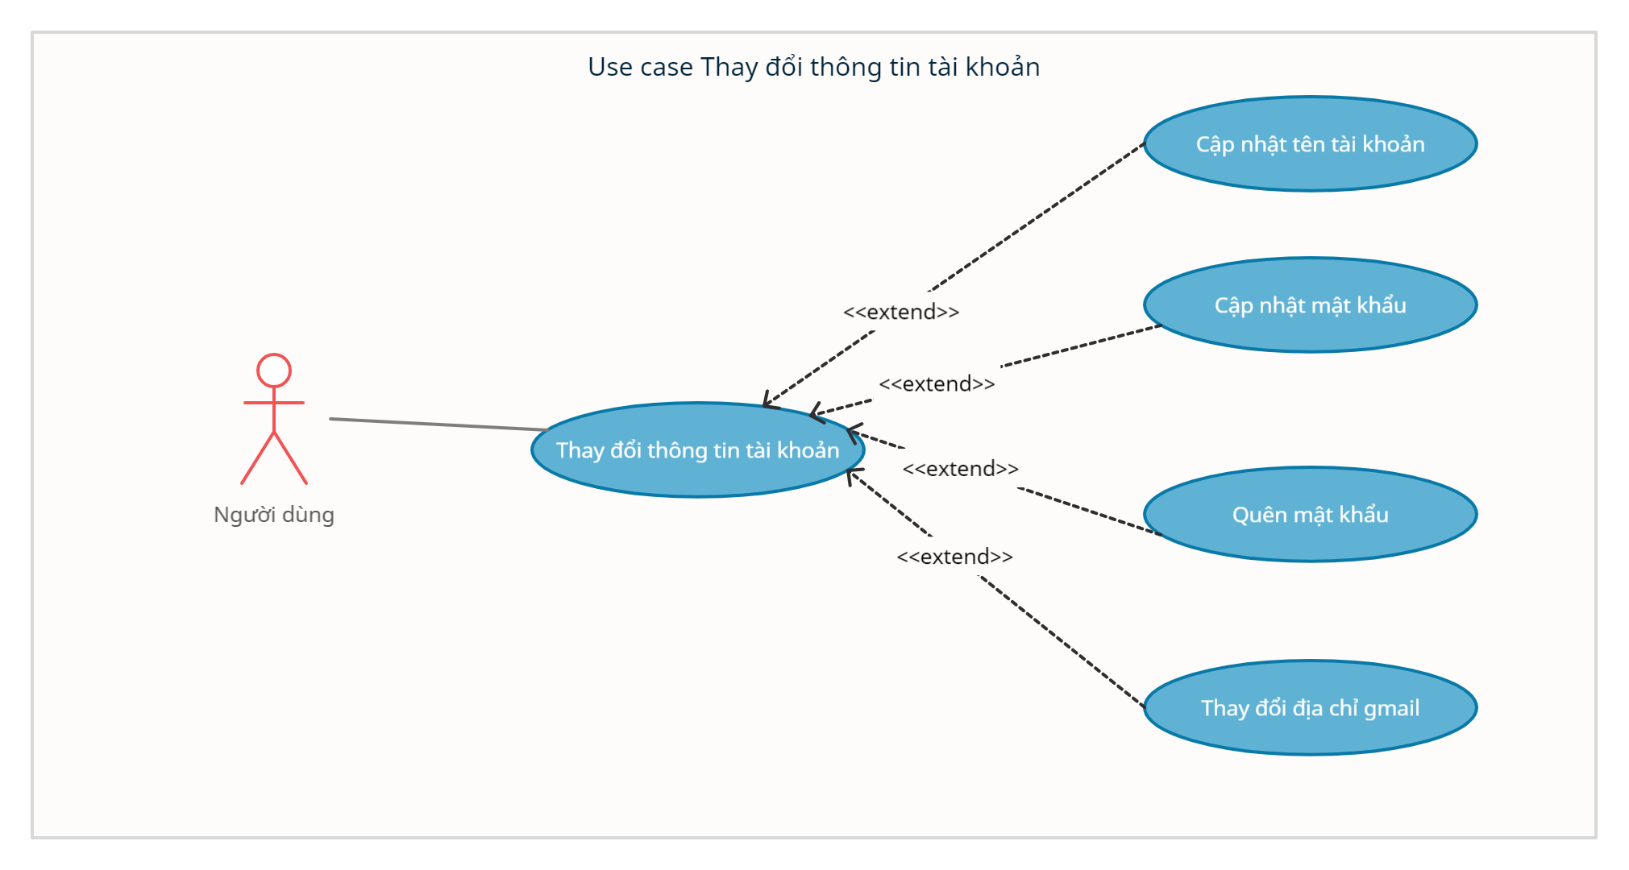 Use case Thay đổi thông tin tài khoản
Cập nhật tên tài khoản
<<extend>>
Cập nhật mật khẩu
<<extend>>
Thay đổi thông tin tài khoản
<<extend>>
Người dùng
Quên mật khẩu
<<extend>>
Thay đổi địa chỉ gmail